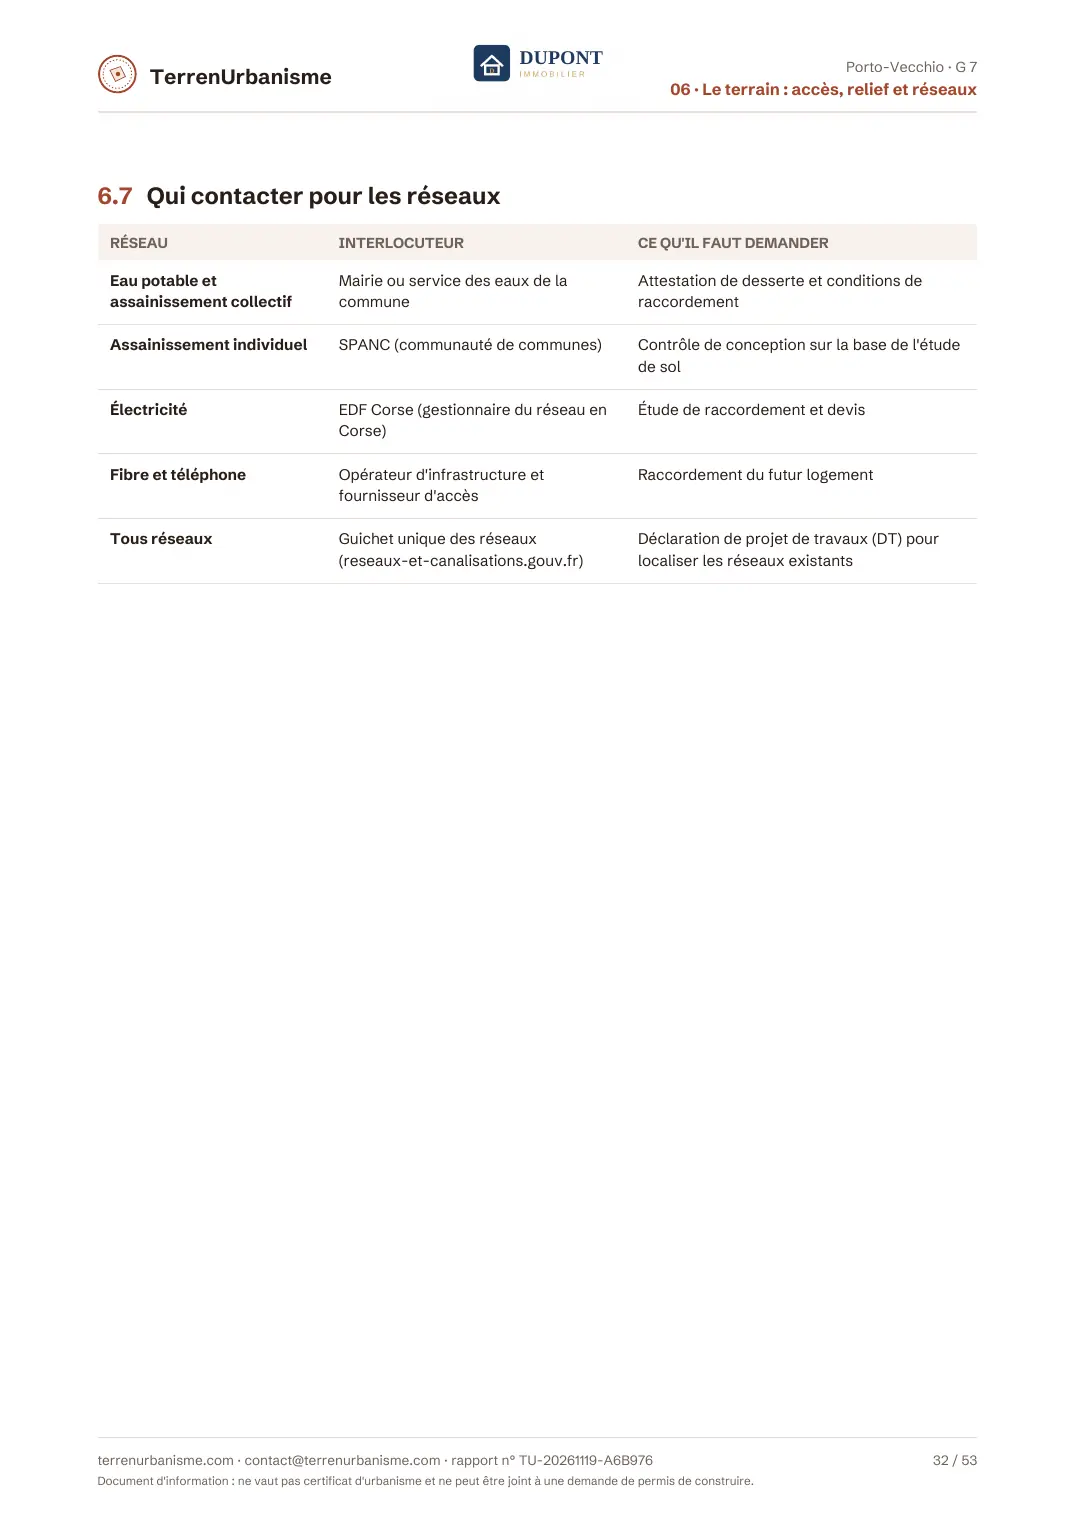 TerrenUrbanisme
DUPONT
IMMOBILIER
Porto-Vecchio · G 7
06 · Le terrain : accès, relief et réseaux
6.7 Qui contacter pour les réseaux
RÉSEAU INTERLOCUTEUR CE QU'IL FAUT DEMANDER
Eau potable et assainissement collectif
Mairie ou service des eaux de la commune
Attestation de desserte et conditions de raccordement
Assainissement individuel
SPANC (communauté de communes)
Contrôle de conception sur la base de l'étude de sol
Électricité
EDF Corse (gestionnaire du réseau en Corse)
Étude de raccordement et devis
Fibre et téléphone
Opérateur d'infrastructure et fournisseur d'accès
Raccordement du futur logement
Tous réseaux
Guichet unique des réseaux (reseaux-et-canalisations.gouv.fr)
Déclaration de projet de travaux (DT) pour localiser les réseaux existants
terrenurbanisme.com · contact@terrenurbanisme.com · rapport n° TU-20261119-A6B976
32 / 53
Document d'information : ne vaut pas certificat d'urbanisme et ne peut être joint à une demande de permis de construire.